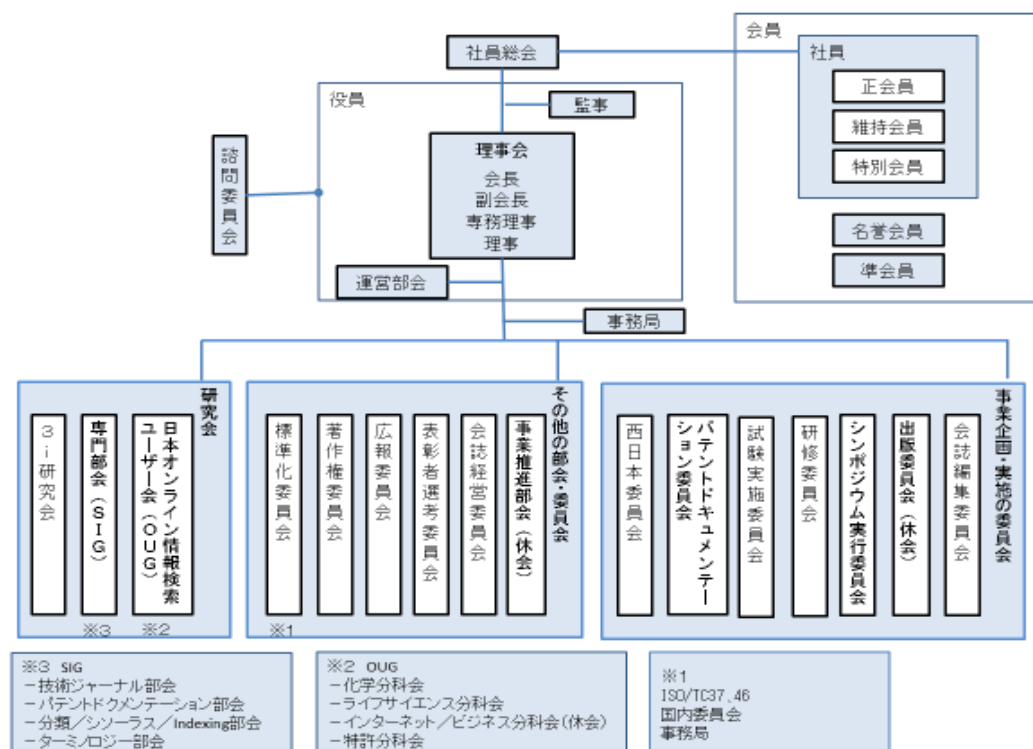 会員
社員総会
社員
正会員
維持会員
特別会員
名誉会員
準会員
役員
監事
諮問委員会
理事会
会長
副会長
専務理事
理事
運営部会
事務局
事業企画・実施の委員会
会誌編集委員会
出版委員会（休会）
シンポジウム実行委員会
研修委員会
試験実施委員会
パテントドキュメンテー
ション委員会
西日本委員会
その他の部会・委員会
事業推進部会（休会）
会誌経営委員会
表彰者選考委員会
広報委員会
著作権委員会
標準化委員会
※1
研究会
日本オンライン情報検索
ユーザー会（OUG）
※2
専門部会（SIG）
※3
3i研究会
※3 SIG
－技術ジャーナル部会
－パテントドクメンテーション部会
－分類／シソーラス／Indexing部会
－ターミノロジー部会
※2 OUG
－化学分科会
－ライフサイエンス分科会
－インターネット／ビジネス分科会(休会)
－特許分科会
※1
ISO/TC37、46
国内委員会
事務局